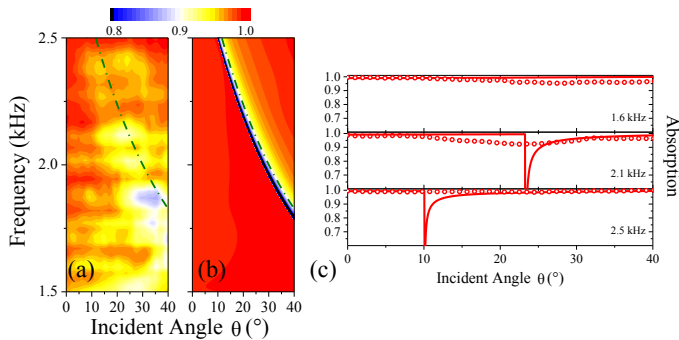 0.8 0.9 1.0
2.5
2.0
1.5
Frequency (kHz)
(a)
(b)
0 10 20 30 40
0 10 20 30 40
Incident Angle θ (°)
(c)
1.0
0.9
0.8
0.7
1.6 kHz
1.0
0.9
0.8
0.7
2.1 kHz
1.0
0.9
0.8
0.7
2.5 kHz
0 10 20 30 40
Incident Angle θ (°)
Absorption